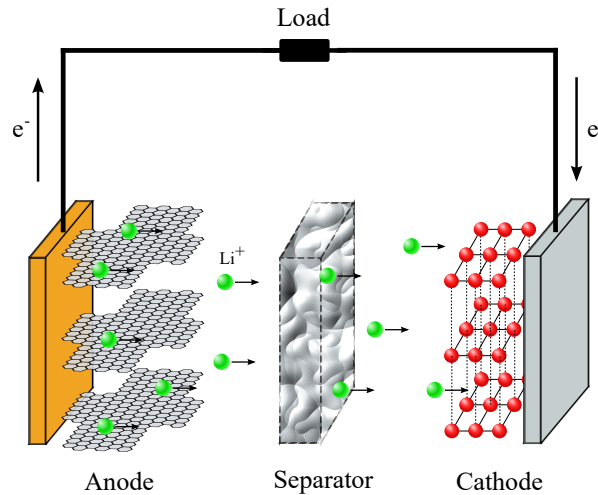 Load
e⁻
e
Li⁺
Anode
Separator
Cathode